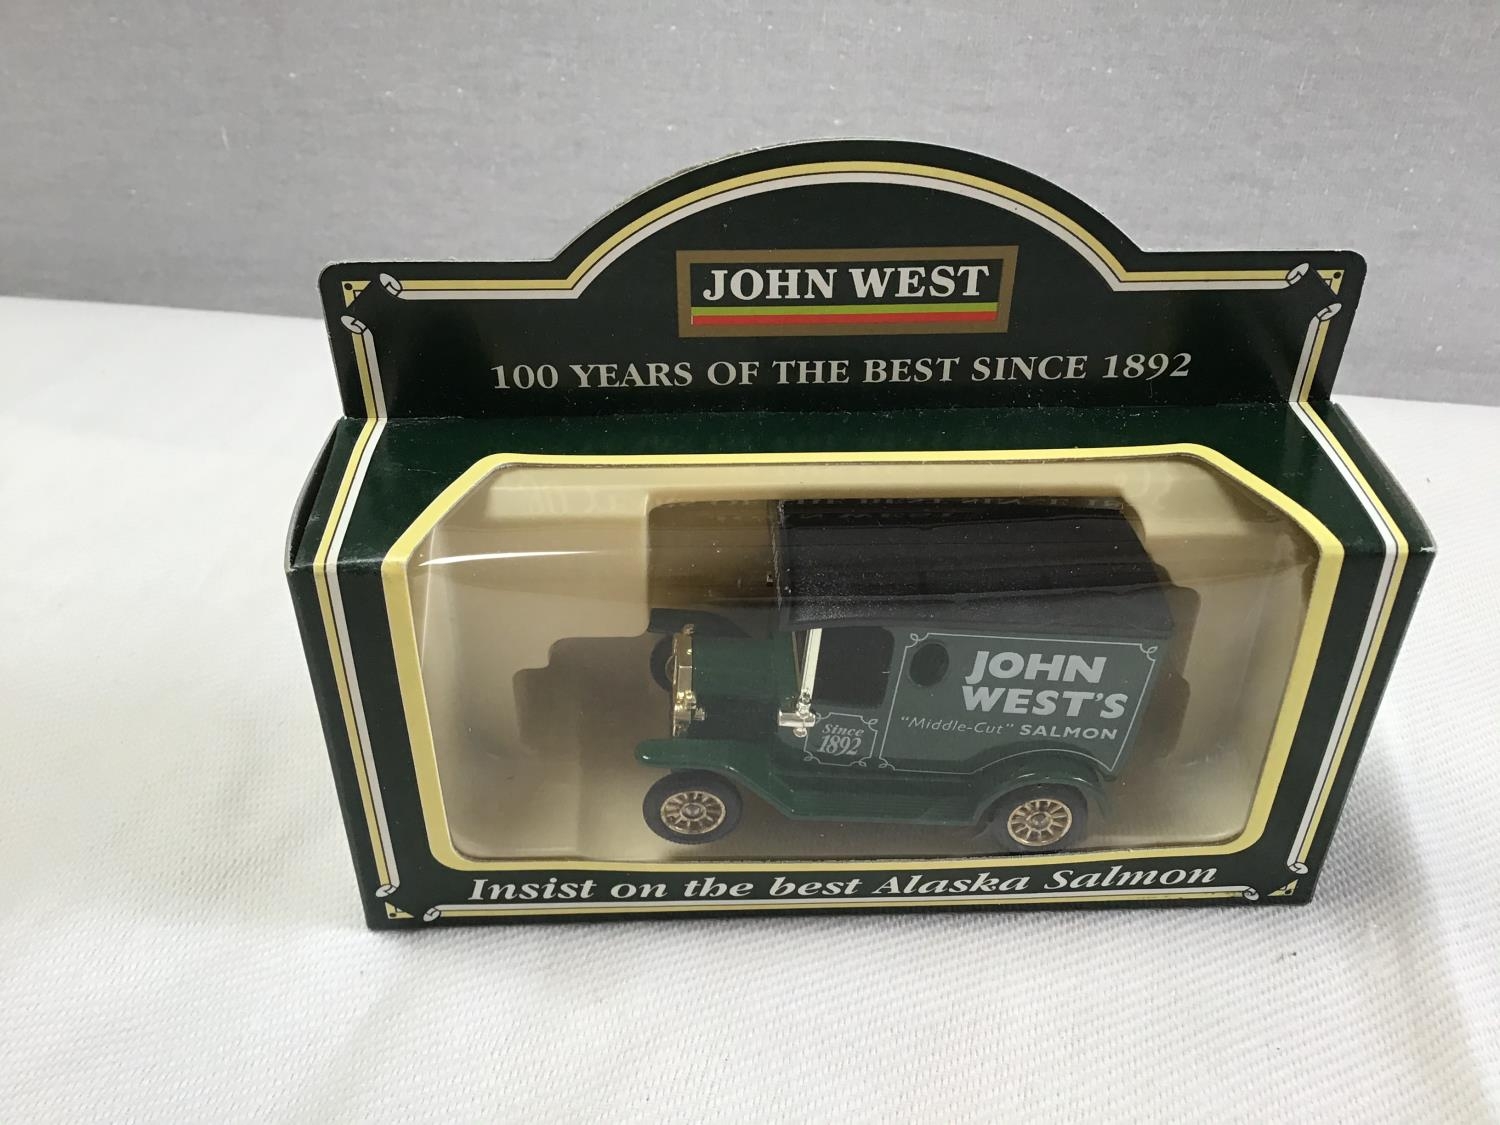 JOHN WEST
100 YEARS OF THE BEST SINCE 1892
JOHN
WEST'S
"Middle-Cut" SALMON
Since
1892
Insist on the best Alaska Salmon